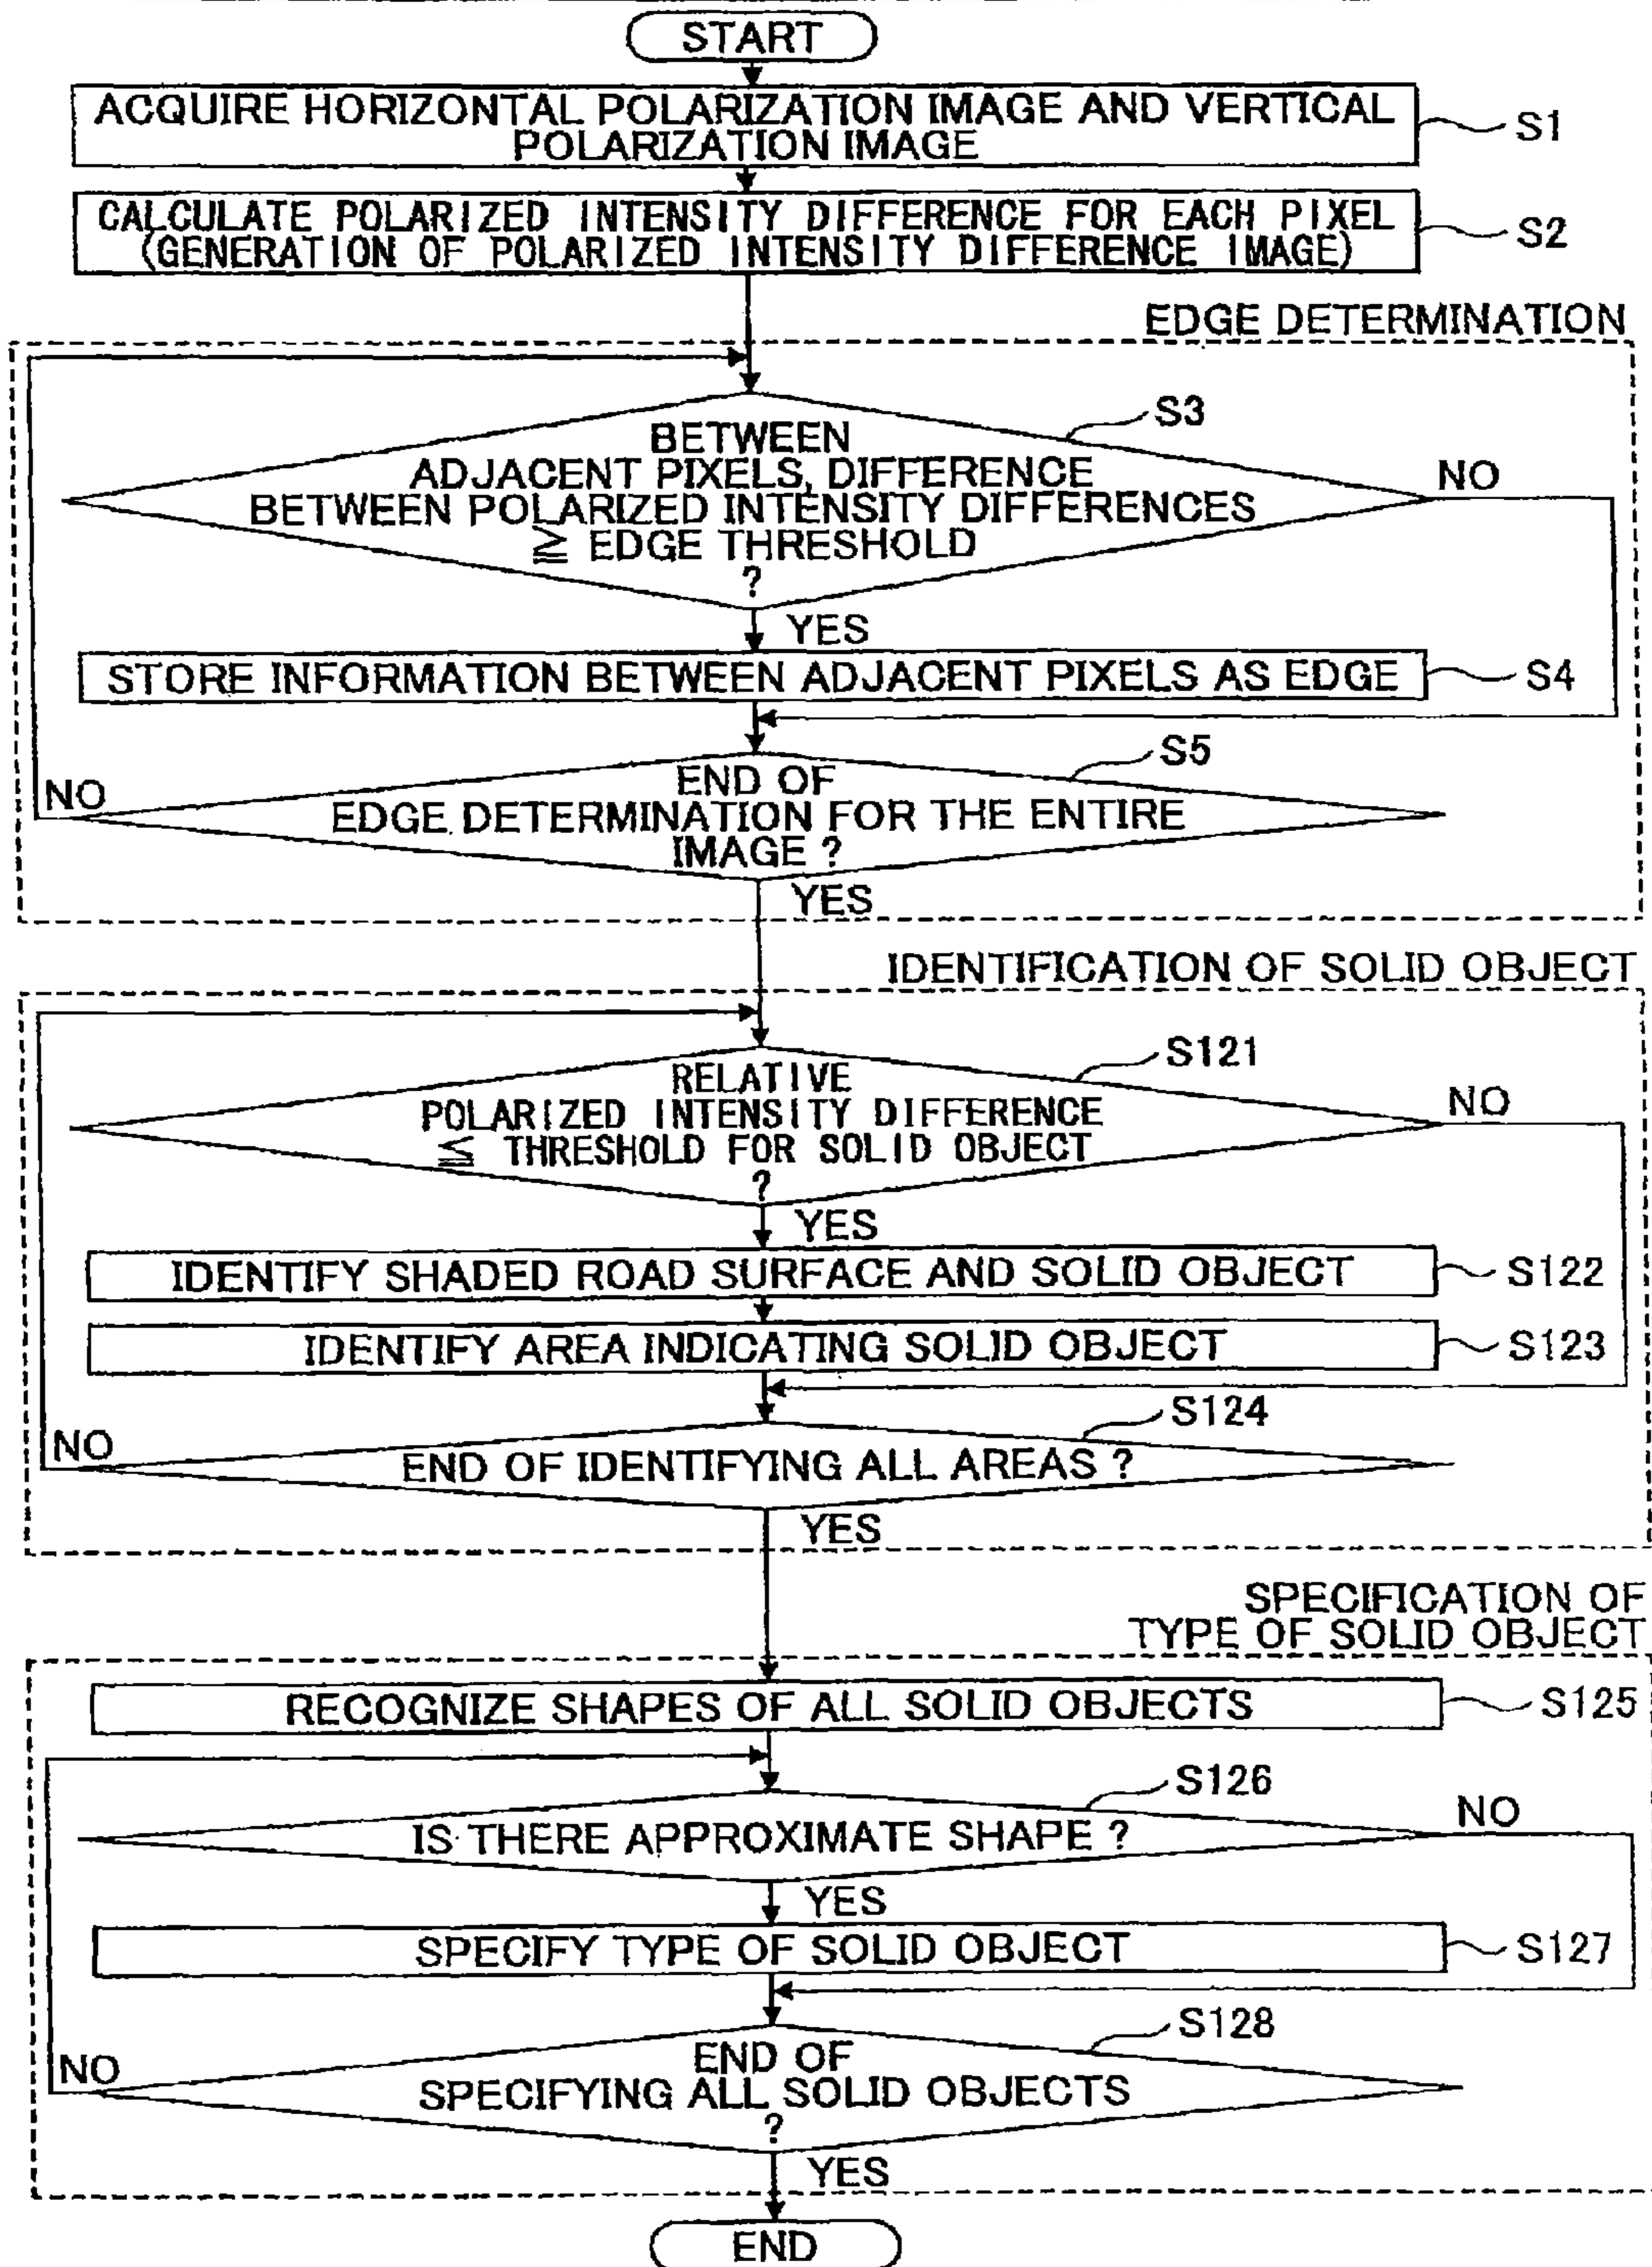 START
ACQUIRE HORIZONTAL POLARIZATION IMAGE AND VERTICAL
POLARIZATION IMAGE
S1
CALCULATE POLARIZED INTENSITY DIFFERENCE FOR EACH PIXEL
(GENERATION OF POLARIZED INTENSITY DIFFERENCE IMAGE)
S2
EDGE DETERMINATION
S3
BETWEEN
ADJACENT PIXELS, DIFFERENCE
BETWEEN POLARIZED INTENSITY DIFFERENCES
≧ EDGE THRESHOLD
?
NO
YES
STORE INFORMATION BETWEEN ADJACENT PIXELS AS EDGE
S4
S5
END OF
EDGE DETERMINATION FOR THE ENTIRE
IMAGE ?
NO
YES
IDENTIFICATION OF SOLID OBJECT
S121
RELATIVE
POLARIZED INTENSITY DIFFERENCE
≦ THRESHOLD FOR SOLID OBJECT
?
NO
YES
IDENTIFY SHADED ROAD SURFACE AND SOLID OBJECT
S122
IDENTIFY AREA INDICATING SOLID OBJECT
S123
S124
END OF IDENTIFYING ALL AREAS ?
NO
YES
SPECIFICATION OF
TYPE OF SOLID OBJECT
RECOGNIZE SHAPES OF ALL SOLID OBJECTS
S125
S126
IS THERE APPROXIMATE SHAPE ?
NO
YES
SPECIFY TYPE OF SOLID OBJECT
S127
S128
END OF
SPECIFYING ALL SOLID OBJECTS
?
NO
YES
END